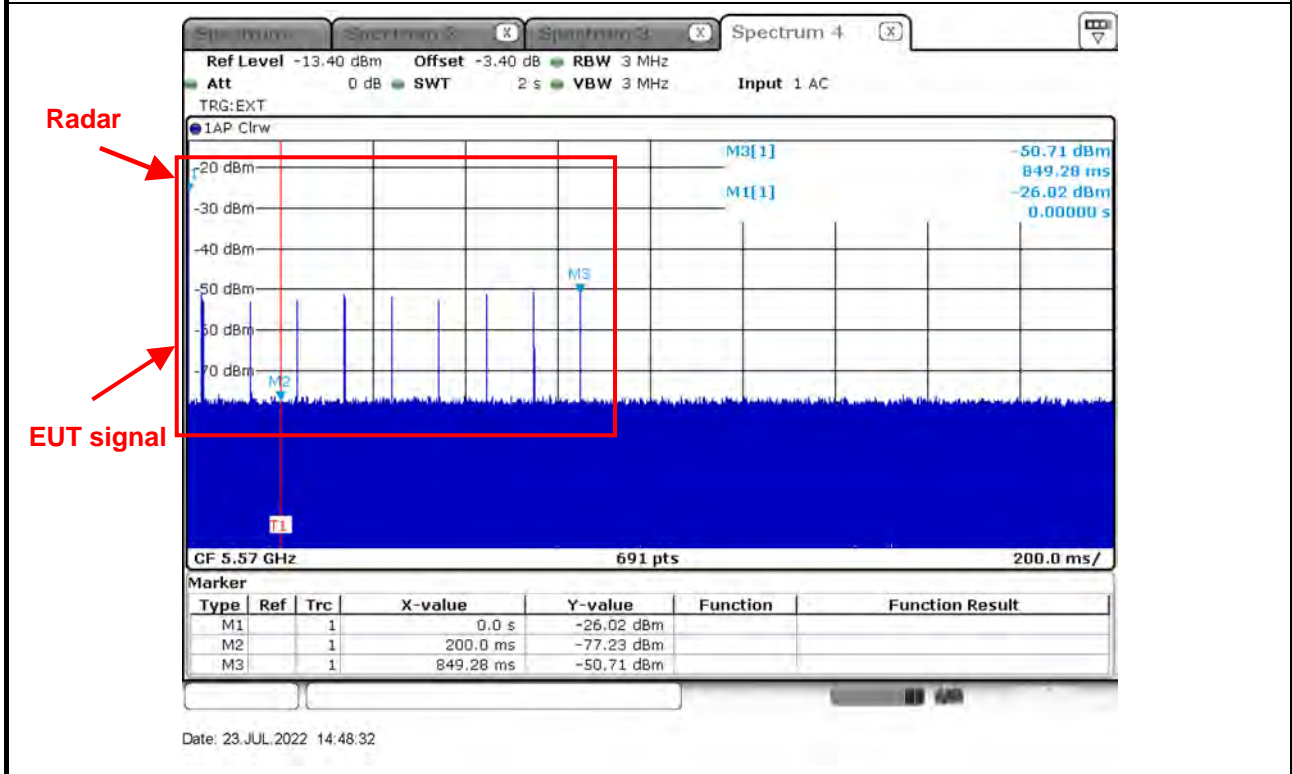 Spectrum 4 X
Ref Level -13.40 dBm Offset -3.40 dB RBW 3 MHz
Att 0 dB SWT 2 s VBW 3 MHz Input 1 AC
TRG:EXT
Radar
1AP Clrw
M3[1] -50.71 dBm
849.28 ms
M1[1] -26.02 dBm
0.00000 s
-20 dBm
-30 dBm
-40 dBm
M3
-50 dBm
-60 dBm
-70 dBm
M2
EUT signal
T1
CF 5.57 GHz 691 pts 200.0 ms/
Marker
Type Ref Trc X-value Y-value Function Function Result
M1 1 0.0 s -26.02 dBm
M2 1 200.0 ms -77.23 dBm
M3 1 849.28 ms -50.71 dBm
Date: 23.JUL.2022 14:48:32